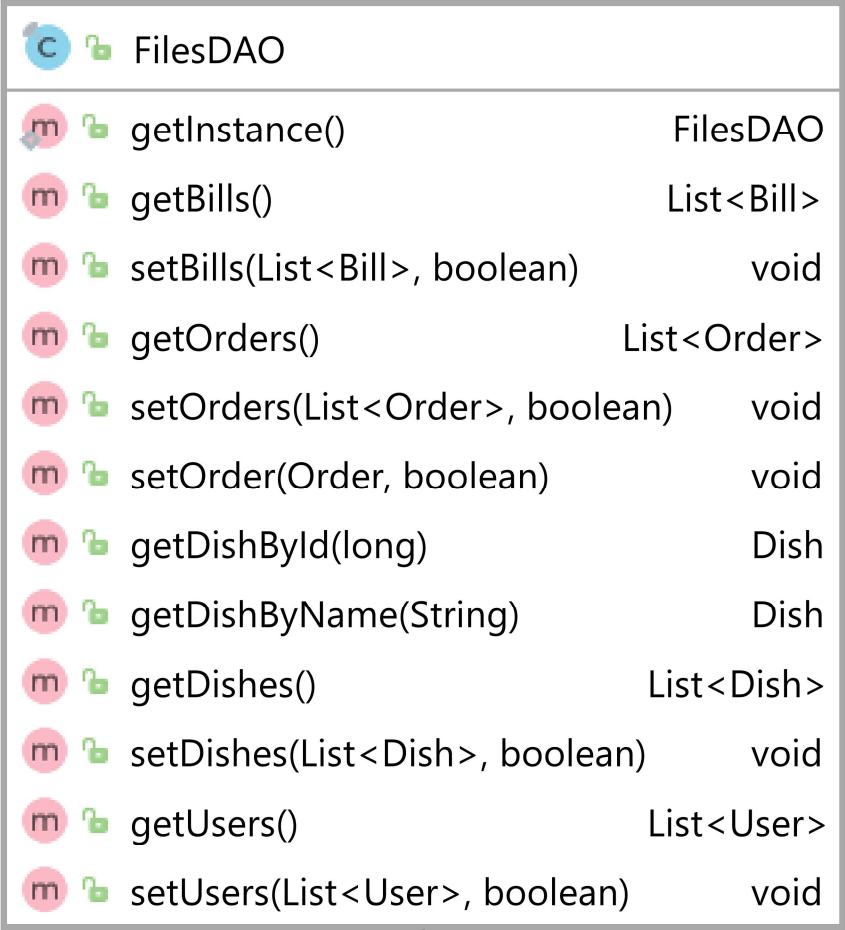 C FilesDAO
m getInstance() FilesDAO
m getBills() List<Bill>
m setBills(List<Bill>, boolean) void
m getOrders() List<Order>
m setOrders(List<Order>, boolean) void
m setOrder(Order, boolean) void
m getDishById(long) Dish
m getDishByName(String) Dish
m getDishes() List<Dish>
m setDishes(List<Dish>, boolean) void
m getUsers() List<User>
m setUsers(List<User>, boolean) void